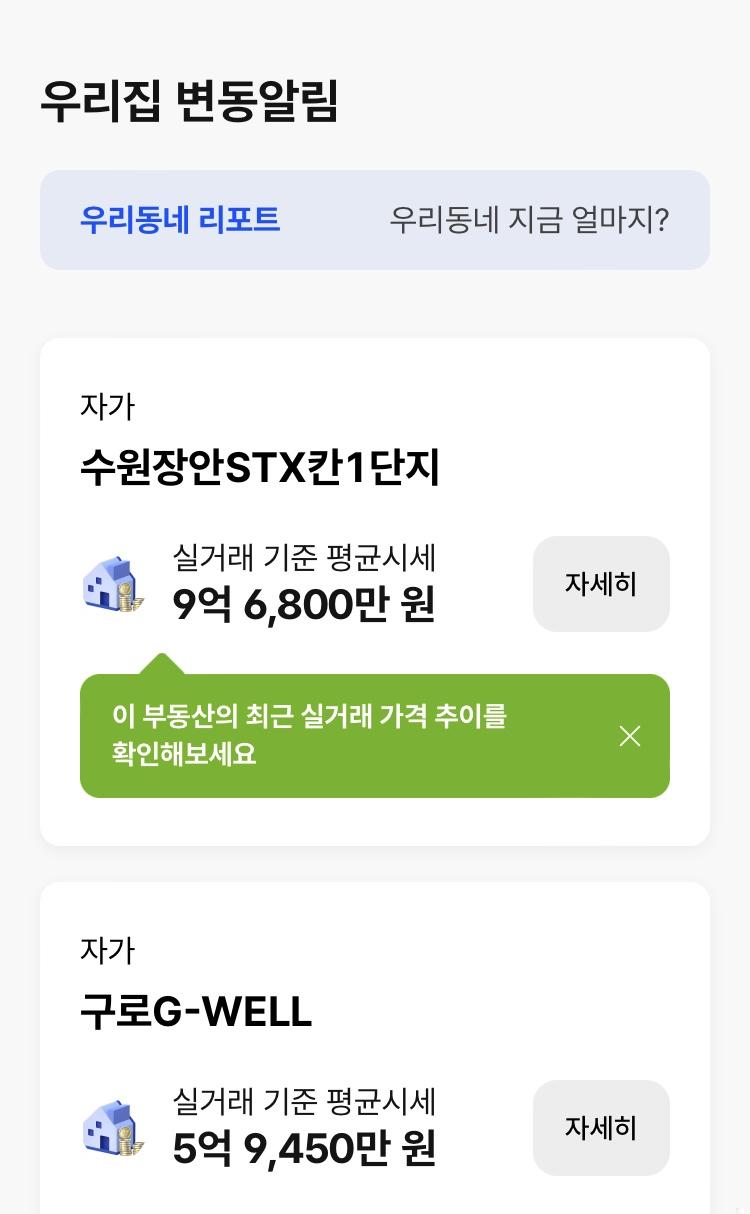 우리집 변동알림
우리동네 리포트 우리동네 지금 얼마지?
자가
수원장안STX칸1단지
실거래 기준 평균시세
9억 6,800만 원
자세히
이 부동산의 최근 실거래 가격 추이를
확인해보세요
자가
구로G-WELL
실거래 기준 평균시세
5억 9,450만 원
자세히